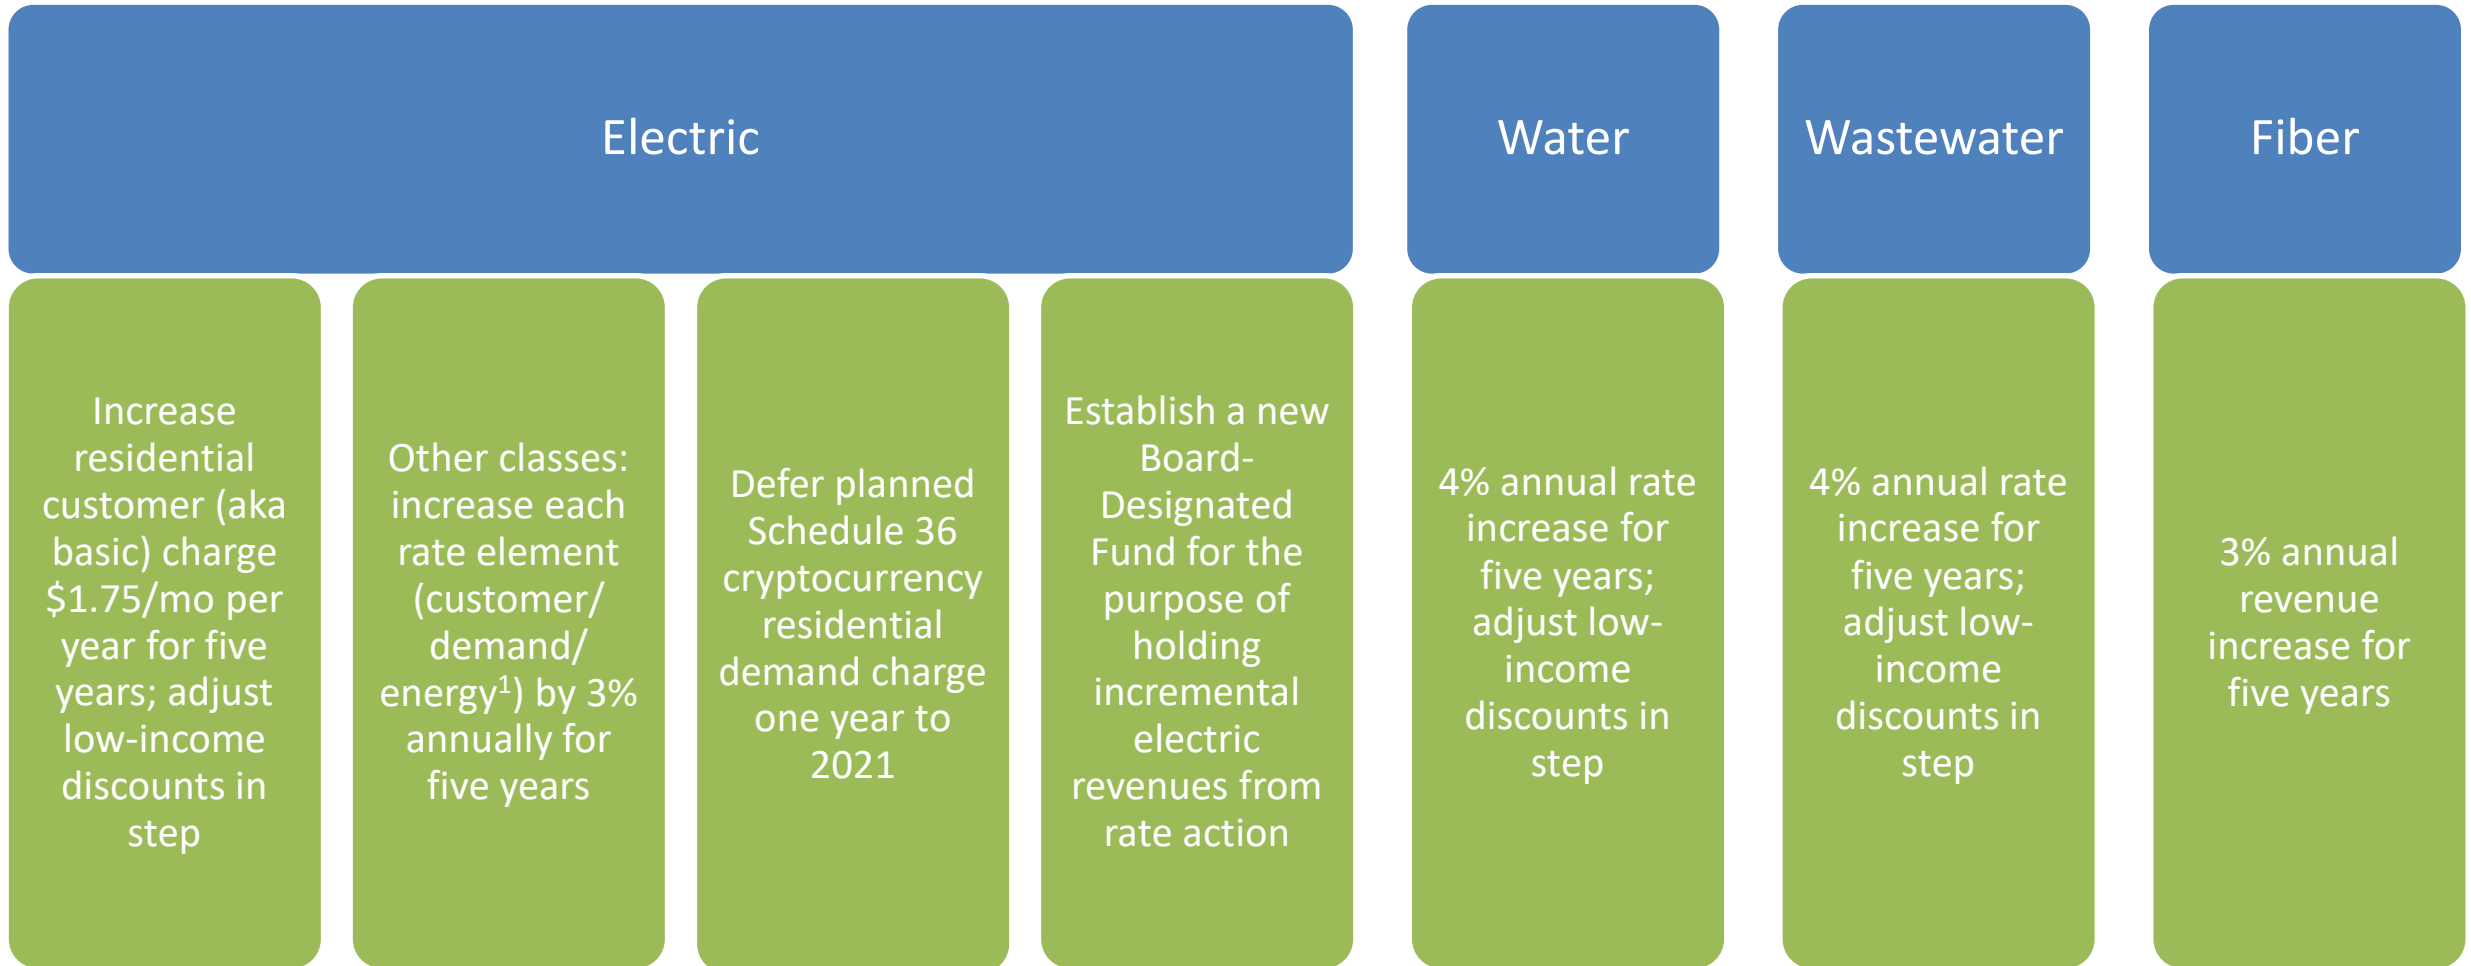 Electric
Increase
residential
customer (aka
basic) charge
$1.75/mo per
year for five
years; adjust
low-income
discounts in
step
Other classes:
increase each
rate element
(customer/
demand/
energy¹) by 3%
annually for
five years
Defer planned
Schedule 36
cryptocurrency
residential
demand charge
one year to
2021
Establish a new
Board-
Designated
Fund for the
purpose of
holding
incremental
electric
revenues from
rate action
Water
4% annual rate
increase for
five years;
adjust low-
income
discounts in
step
Wastewater
4% annual rate
increase for
five years;
adjust low-
income
discounts in
step
Fiber
3% annual
revenue
increase for
five years